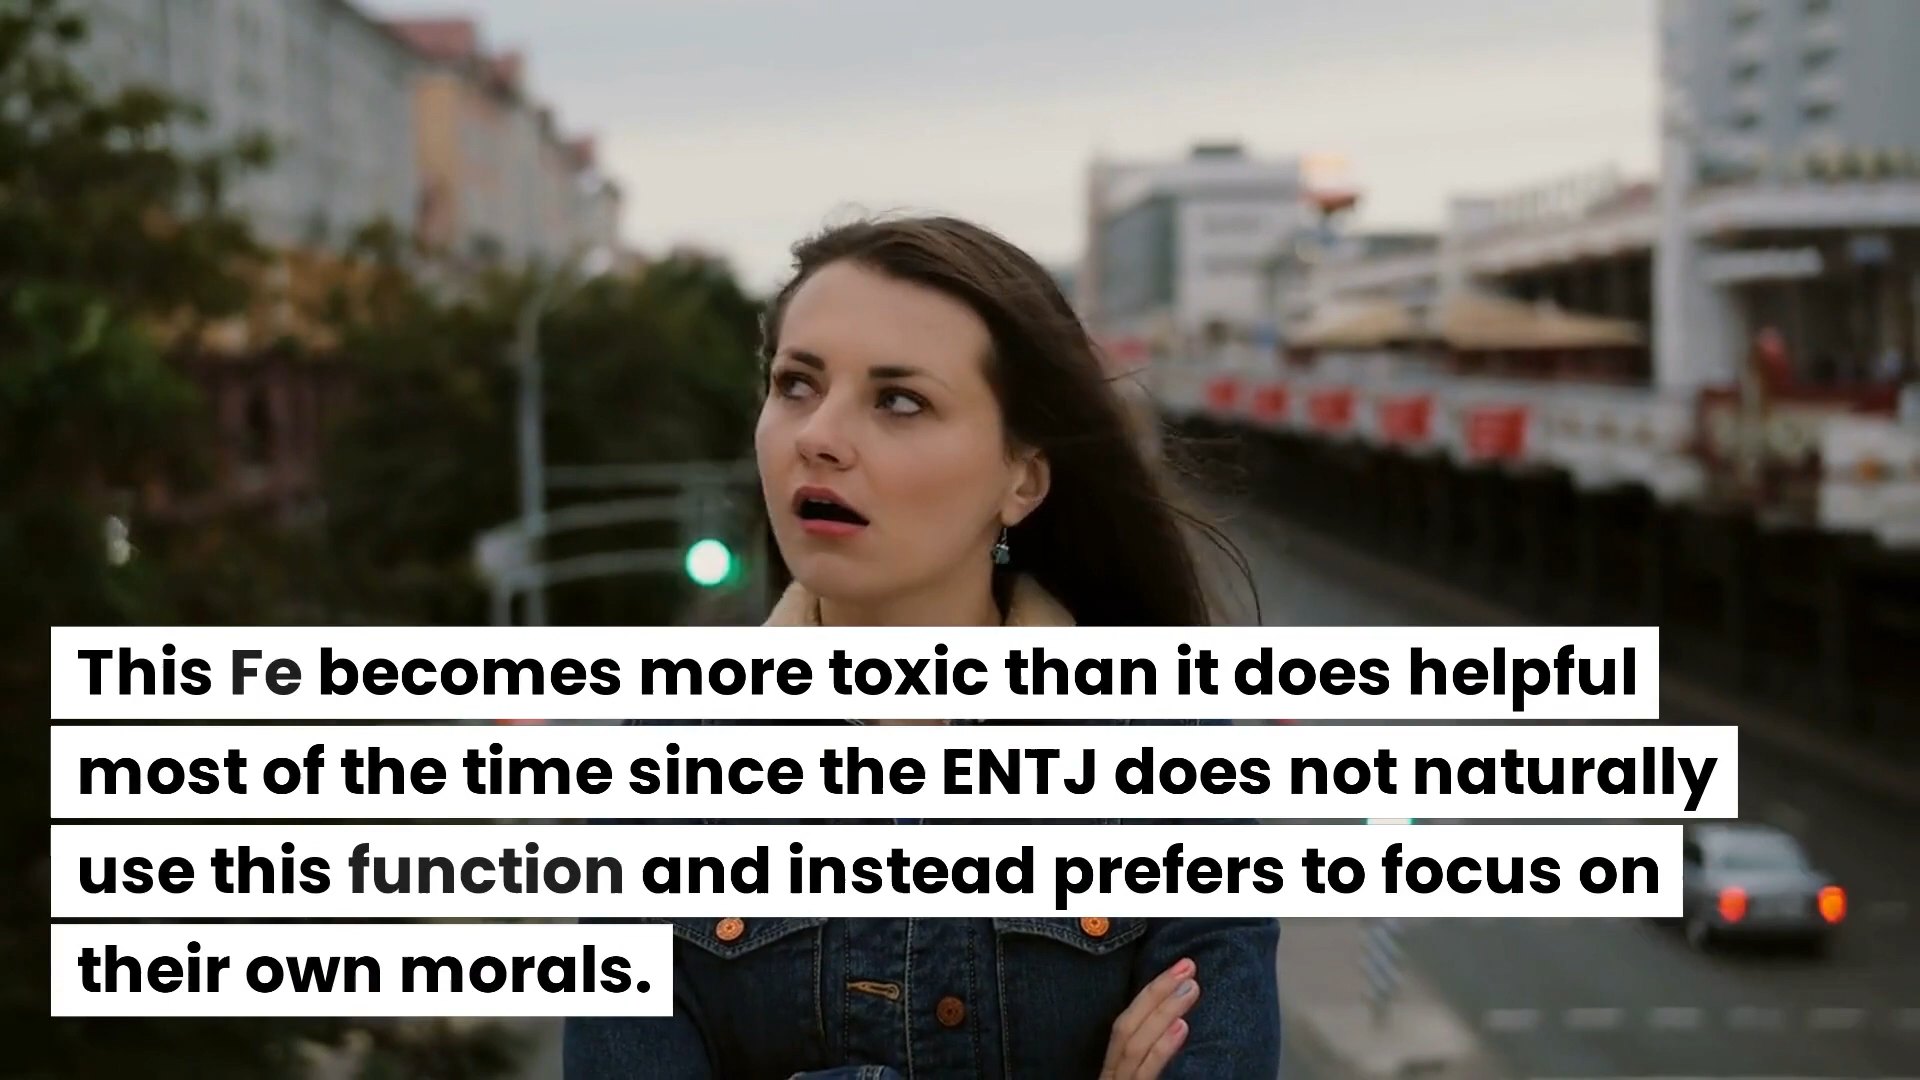 This Fe becomes more toxic than it does helpful
most of the time since the ENTJ does not naturally
use this function and instead prefers to focus on
their own morals.